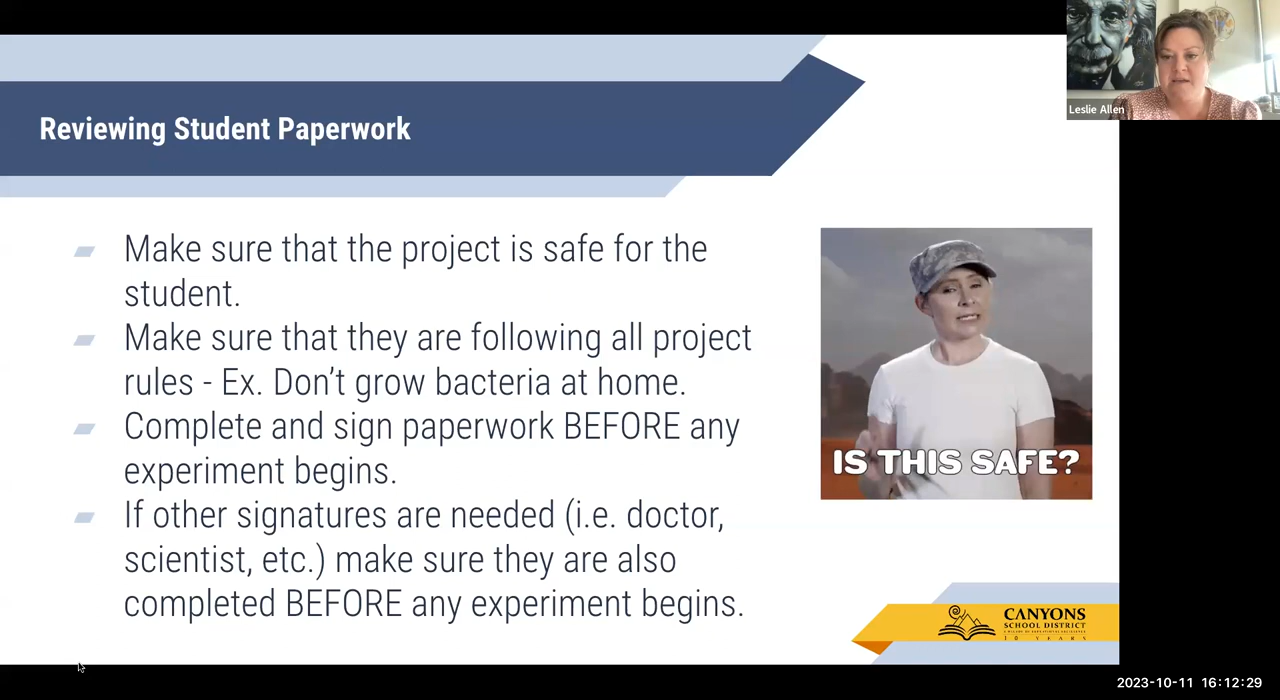 Leslie Allen
Reviewing Student Paperwork
Make sure that the project is safe for the
student.
Make sure that they are following all project
rules - Ex. Don’t grow bacteria at home.
Complete and sign paperwork BEFORE any
experiment begins.
If other signatures are needed (i.e. doctor,
scientist, etc.) make sure they are also
completed BEFORE any experiment begins.
IS THIS SAFE?
CANYONS
SCHOOL DISTRICT
10 YEARS
2023-10-11 16:12:29